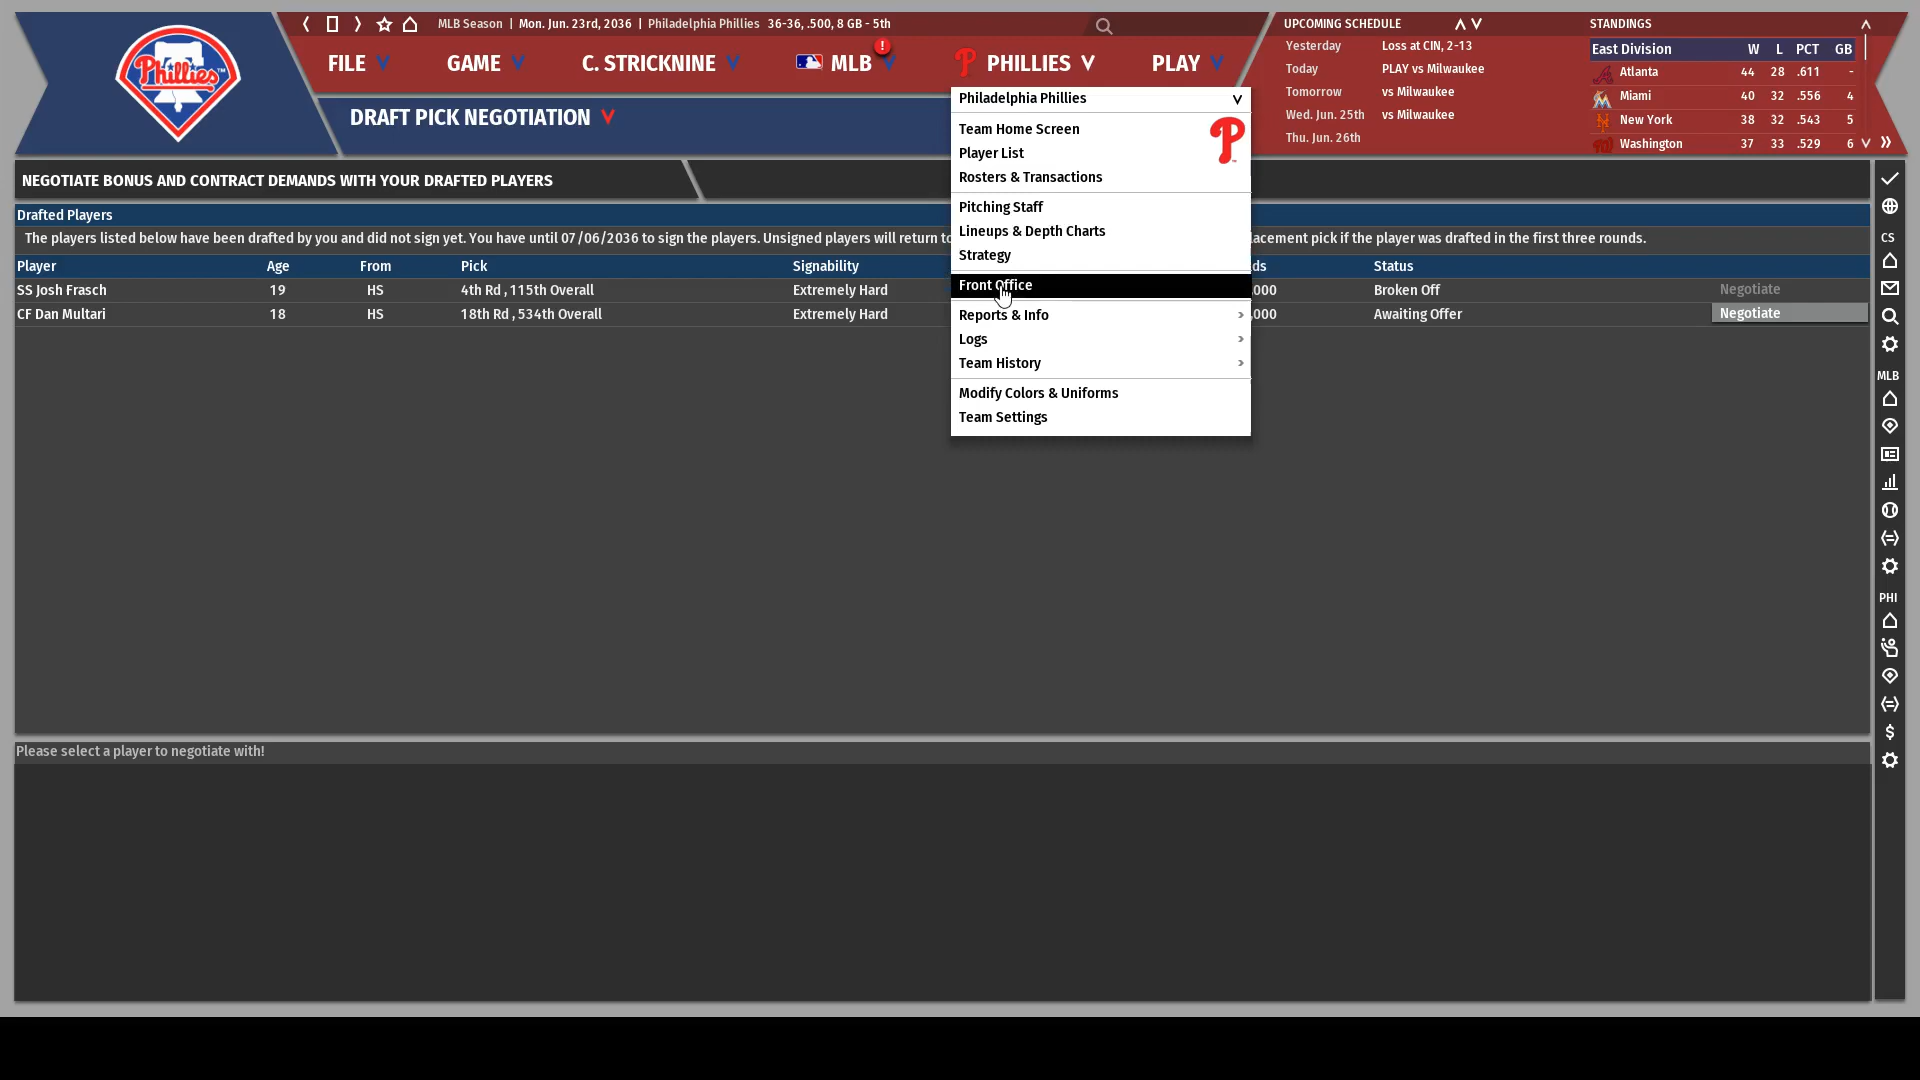 MLB Season | Mon. Jun. 23rd, 2036 | Philadelphia Phillies 36-36, .500, 8 GB - 5th
Phillies
FILE
GAME
C. STRICKNINE
MLB
!
PHILLIES
PLAY
DRAFT PICK NEGOTIATION
UPCOMING SCHEDULE
Yesterday Loss at CIN, 2-13
Today PLAY vs Milwaukee
Tomorrow vs Milwaukee
Wed. Jun. 25th vs Milwaukee
Thu. Jun. 26th
STANDINGS
East Division W L PCT GB
Atlanta 44 28 .611 -
Miami 40 32 .556 4
New York 38 32 .543 5
Washington 37 33 .529 6
Philadelphia Phillies
Team Home Screen
Player List
Rosters & Transactions
Pitching Staff
Lineups & Depth Charts
Strategy
Front Office
Reports & Info
Logs
Team History
Modify Colors & Uniforms
Team Settings
NEGOTIATE BONUS AND CONTRACT DEMANDS WITH YOUR DRAFTED PLAYERS
Drafted Players
The players listed below have been drafted by you and did not sign yet. You have until 07/06/2036 to sign the players. Unsigned players will return to lacement pick if the player was drafted in the first three rounds.
Player Age From Pick Signability ds Status
SS Josh Frasch 19 HS 4th Rd , 115th Overall Extremely Hard ,000 Broken Off Negotiate
CF Dan Multari 18 HS 18th Rd , 534th Overall Extremely Hard ,000 Awaiting Offer Negotiate
Please select a player to negotiate with!
CS
MLB
PHI